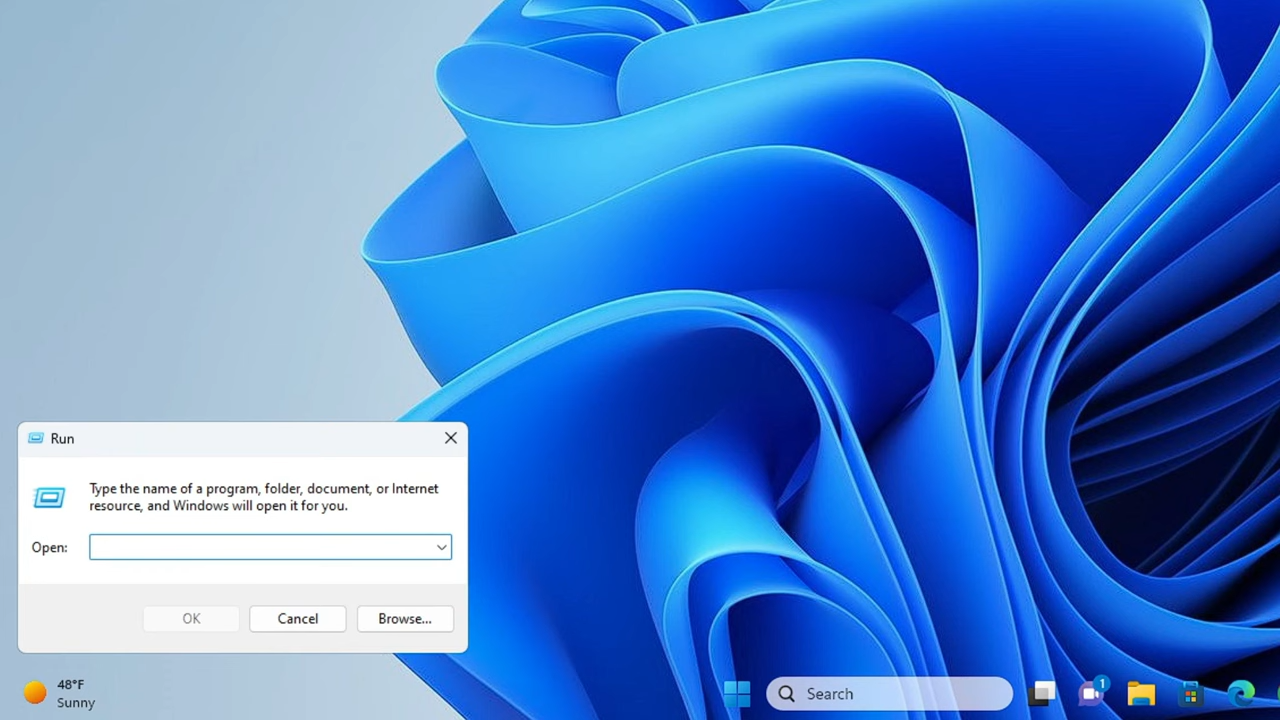 Run
Type the name of a program, folder, document, or Internet
resource, and Windows will open it for you.
Open:
OK
Cancel
Browse...
48°F
Sunny
Search
1